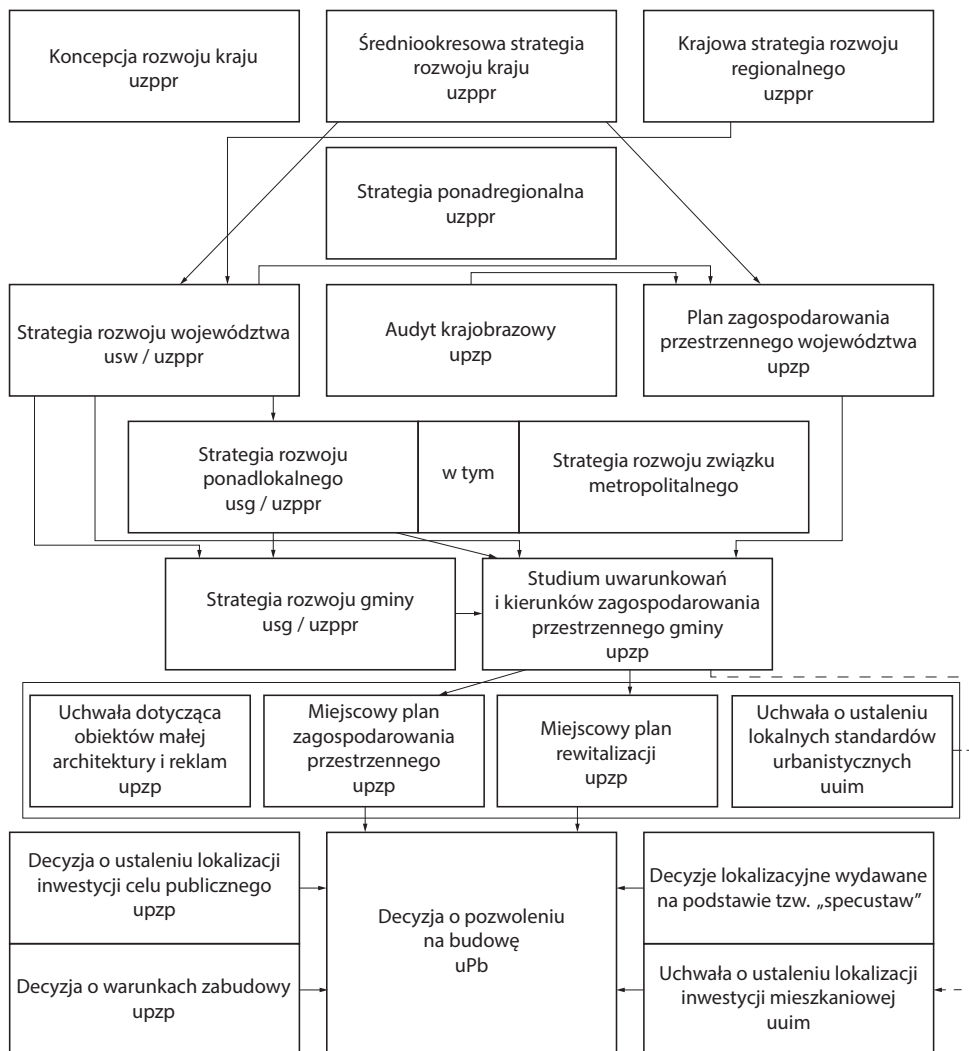 Koncepcja rozwoju kraju
uzppr
Średniookresowa strategia
rozwoju kraju
uzppr
Krajowa strategia rozwoju
regionalnego
uzppr
Strategia ponadregionalna
uzppr
Strategia rozwoju województwa
usw / uzppr
Audyt krajobrazowy
upzp
Plan zagospodarowania
przestrzennego województwa
upzp
Strategia rozwoju
ponadlokalnego
usg / uzppr
w tym
Strategia rozwoju związku
metropolitalnego
Strategia rozwoju gminy
usg / uzppr
Studium uwarunkowań
i kierunków zagospodarowania
przestrzennego gminy
upzp
Uchwała dotycząca
obiektów małej
architektury i reklam
upzp
Miejscowy plan
zagospodarowania
przestrzennego
upzp
Miejscowy plan
rewitalizacji
upzp
Uchwała o ustaleniu
lokalnych standardów
urbanistycznych
uuim
Decyzja o ustaleniu lokalizacji
inwestycji celu publicznego
upzp
Decyzja o warunkach zabudowy
upzp
Decyzja o pozwoleniu
na budowę
uPb
Decyzje lokalizacyjne wydawane
na podstawie tzw. „specustaw”
Uchwała o ustaleniu lokalizacji
inwestycji mieszkaniowej
uuim